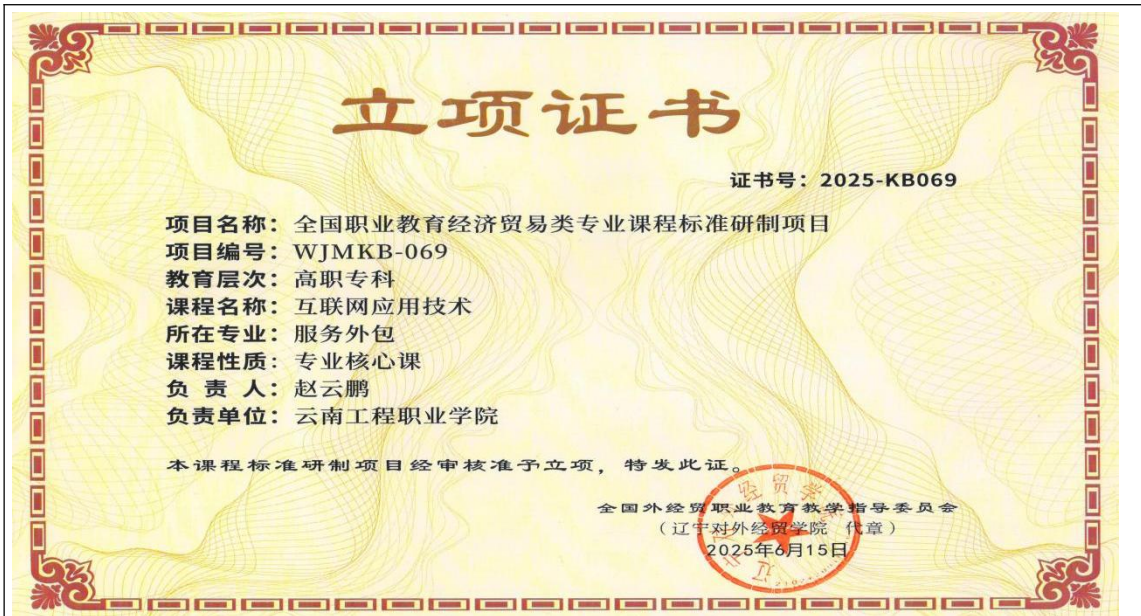 立项证书
证书号：2025-KB069
项目名称：全国职业教育经济贸易类专业课程标准研制项目
项目编号：WJMKB-069
教育层次：高职专科
课程名称：互联网应用技术
所在专业：服务外包
课程性质：专业核心课
负 责 人：赵云鹏
负责单位：云南工程职业学院
本课程标准研制项目经审核准予立项，特发此证。
全国外经贸职业教育教学指导委员会
（辽宁对外经贸学院 代章）
2025年6月15日